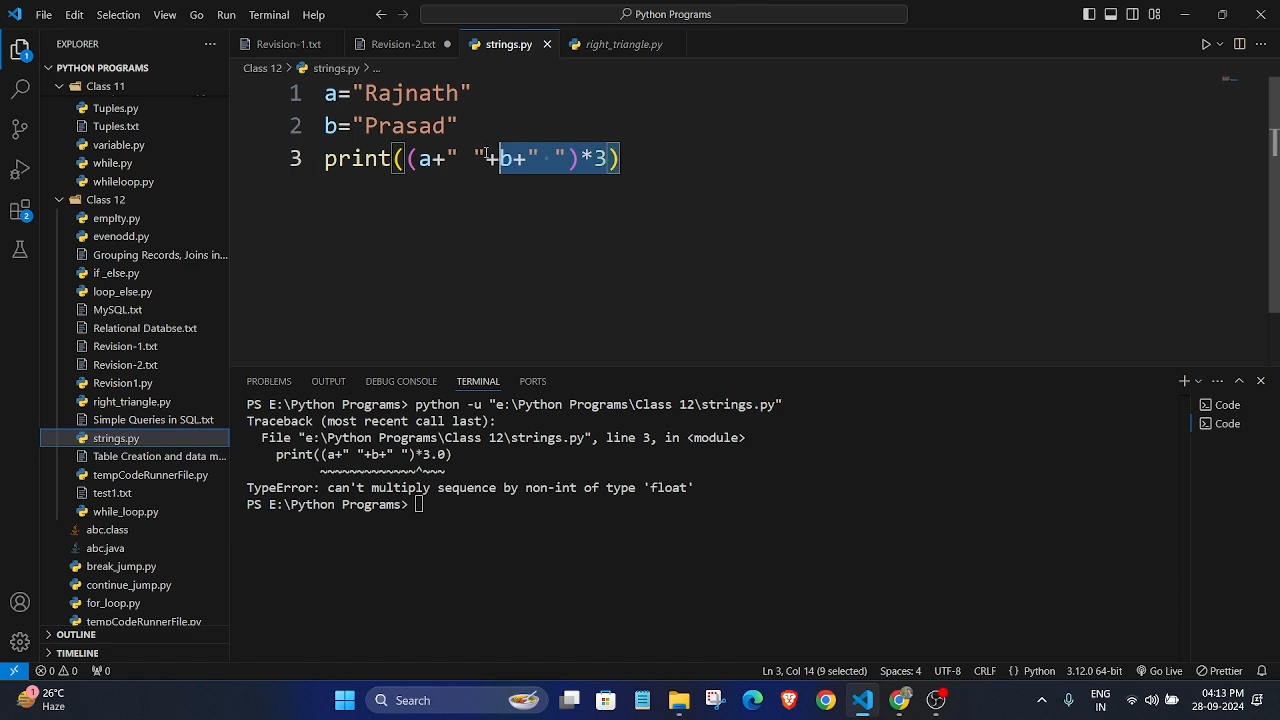 File Edit Selection View Go Run Terminal Help
Python Programs
EXPLORER
PYTHON PROGRAMS
Class 11
Tuples.py
Tuples.txt
variable.py
while.py
whileloop.py
Class 12
emplty.py
evenodd.py
Grouping Records, Joins in...
if _else.py
loop_else.py
MySQL.txt
Relational Databse.txt
Revision-1.txt
Revision-2.txt
Revision1.py
right_triangle.py
Simple Queries in SQL.txt
strings.py
Table Creation and data m...
tempCodeRunnerFile.py
test1.txt
while_loop.py
abc.class
abc.java
break_jump.py
continue_jump.py
for_loop.py
tempCodeRunnerFile.py
OUTLINE
TIMELINE
1
2
Revision-1.txt Revision-2.txt strings.py right_triangle.py
Class 12 > strings.py > ...
1 a="Rajnath"
2 b="Prasad"
3 print((a+" "+b+" ")*3)
PROBLEMS OUTPUT DEBUG CONSOLE TERMINAL PORTS
PS E:\Python Programs> python -u "e:\Python Programs\Class 12\strings.py"
Traceback (most recent call last):
File "e:\Python Programs\Class 12\strings.py", line 3, in <module>
print((a+" "+b+" ")*3.0)
~~~~~~~~~~~~~^~~~
TypeError: can't multiply sequence by non-int of type 'float'
PS E:\Python Programs>
Code
Code
0 0 0 Ln 3, Col 14 (9 selected) Spaces: 4 UTF-8 CRLF {} Python 3.12.0 64-bit Go Live Prettier
1
26°C
Haze
Search
ENG
IN
04:13 PM
28-09-2024